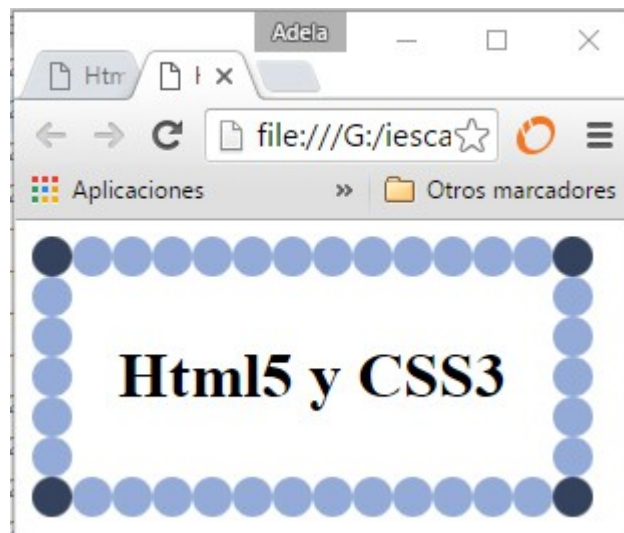 Adela
Htm
H
file:///G:/iesca
Aplicaciones » Otros marcadores
Html5 y CSS3